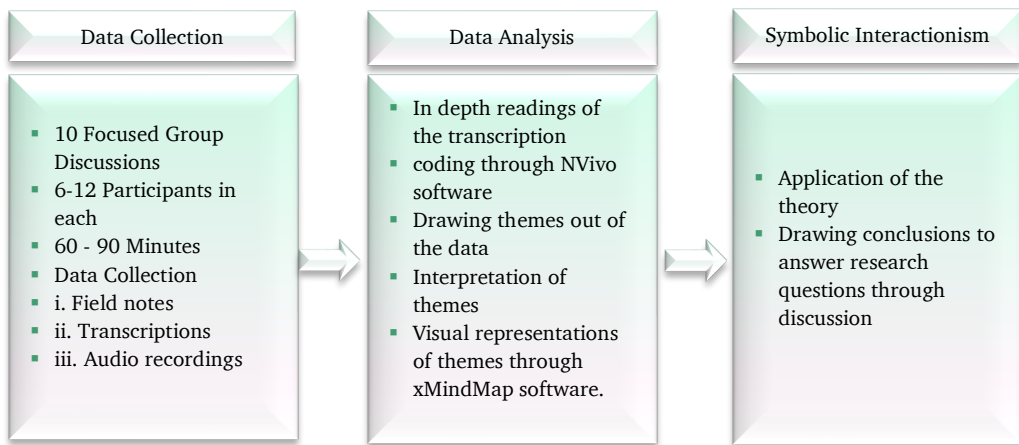 Data Collection
▪ 10 Focused Group
Discussions
▪ 6-12 Participants in
each
▪ 60 - 90 Minutes
▪ Data Collection
▪ i. Field notes
▪ ii. Transcriptions
▪ iii. Audio recordings
Data Analysis
▪ In depth readings of
the transcription
▪ coding through NVivo
software
▪ Drawing themes out of
the data
▪ Interpretation of
themes
▪ Visual representations
of themes through
xMindMap software.
Symbolic Interactionism
▪ Application of the
theory
▪ Drawing conclusions to
answer research
questions through
discussion